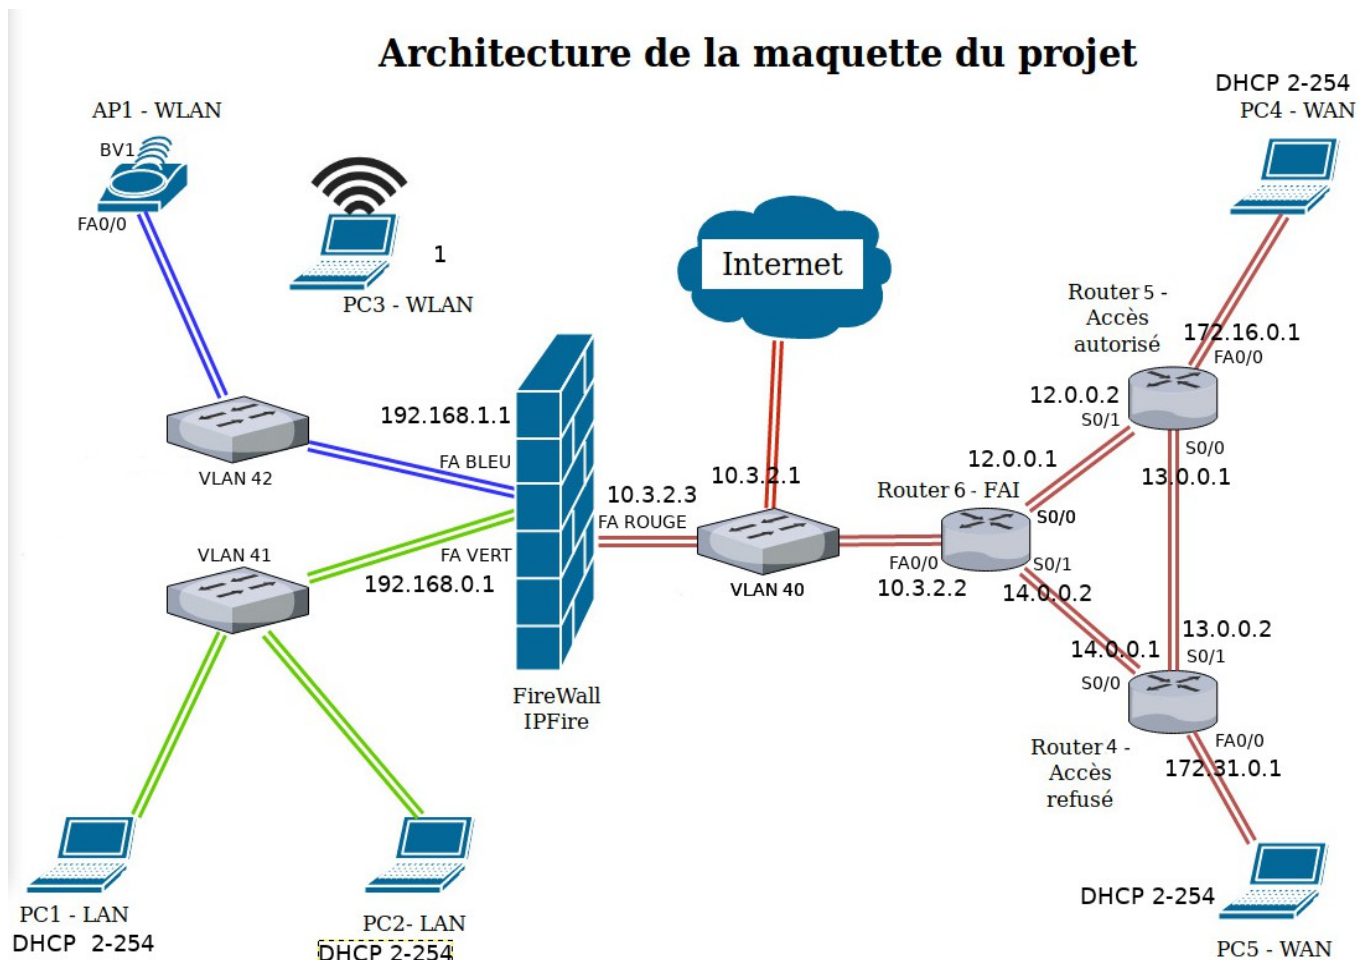 Architecture de la maquette du projet
DHCP 2-254
PC4 - WAN
AP1 - WLAN
BV1
FA0/0
1
PC3 - WLAN
Internet
Router 5 -
Accès
autorisé
172.16.0.1
FA0/0
12.0.0.2
S0/1
S0/0
13.0.0.1
192.168.1.1
FA BLEU
VLAN 42
12.0.0.1
10.3.2.1
10.3.2.3
FA ROUGE
Router 6 - FAI
S0/0
VLAN 41
FA VERT
192.168.0.1
VLAN 40
FA0/0
10.3.2.2
S0/1
14.0.0.2
13.0.0.2
14.0.0.1
S0/1
S0/0
FireWall
IPFire
Router 4 -
Accès
refusé
FA0/0
172.31.0.1
PC1 - LAN
DHCP 2-254
PC2- LAN
DHCP 2-254
DHCP 2-254
PC5 - WAN